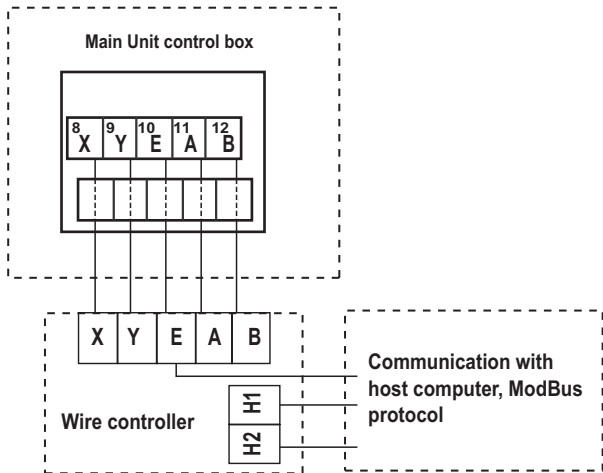 Main Unit control box
8 9 10 11 12
X Y E A B
X Y E A B
Communication with
host computer, ModBus
protocol
Wire controller
H1
H2